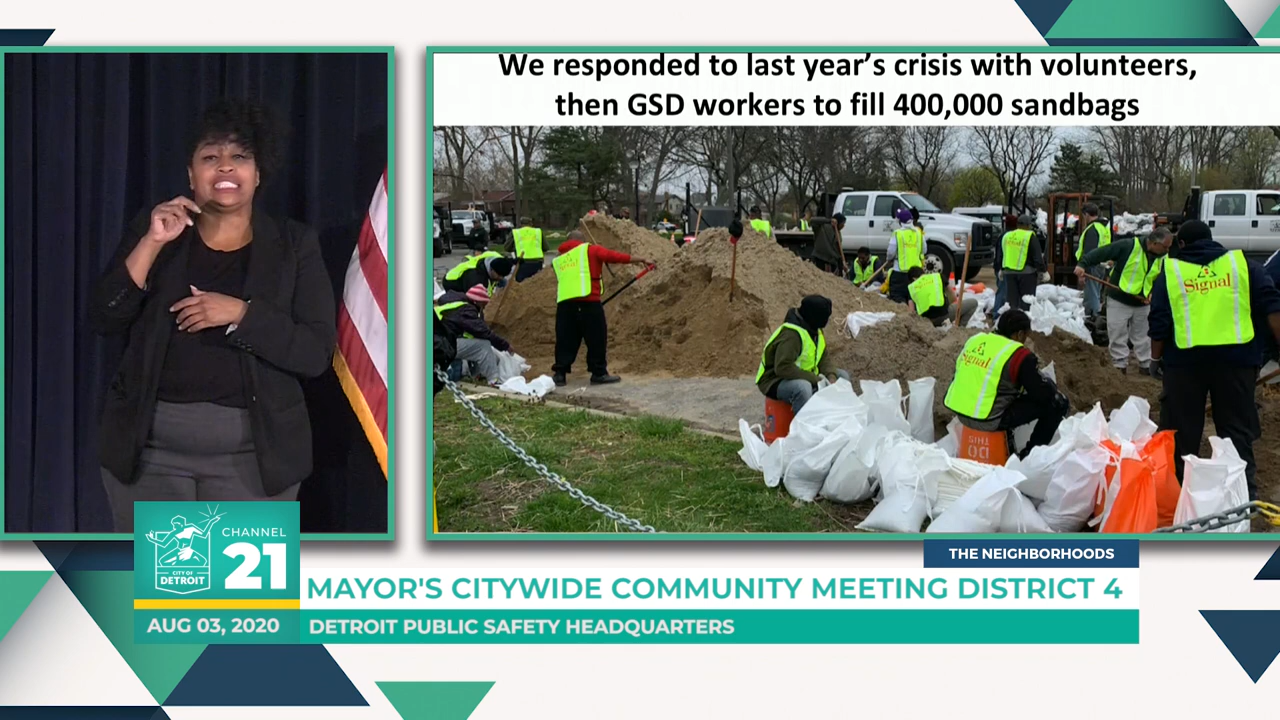 We responded to last year's crisis with volunteers,
then GSD workers to fill 400,000 sandbags
Signal
Signal
Signal
THE NEIGHBORHOODS
CHANNEL
21
CITY OF
DETROIT
MAYOR'S CITYWIDE COMMUNITY MEETING DISTRICT 4
AUG 03, 2020
DETROIT PUBLIC SAFETY HEADQUARTERS